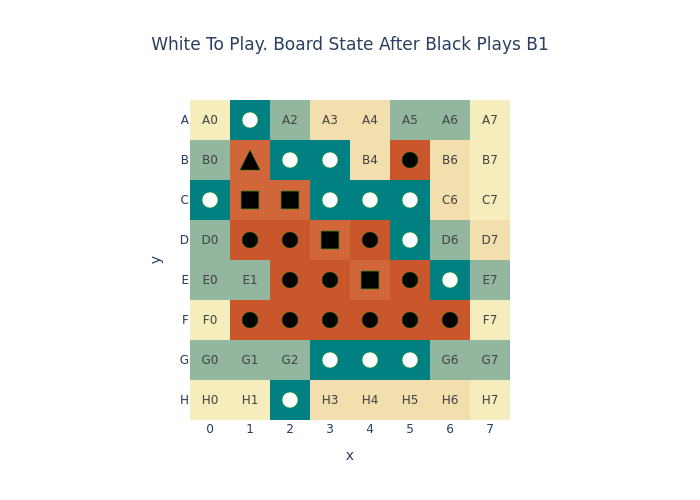 White To Play. Board State After Black Plays B1
A A0 A2 A3 A4 A5 A6 A7
B B0 B4 B6 B7
C C6 C7
D D0 D6 D7
E E0 E1 E7
F F0 F7
G G0 G1 G2 G6 G7
H H0 H1 H3 H4 H5 H6 H7
0 1 2 3 4 5 6 7
x
y